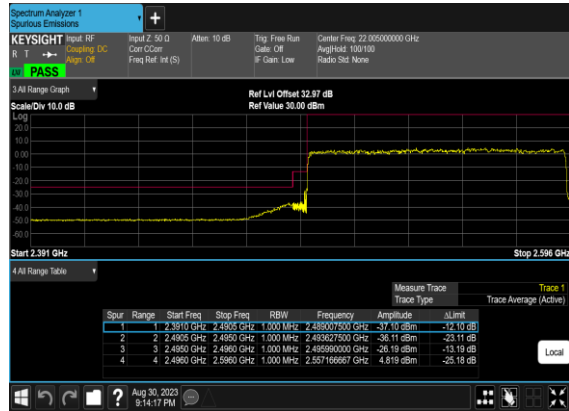 Spectrum Analyzer 1
Spurious Emissions
KEYSIGHT Input: RF Input Z: 50 Ω Atten: 10 dB Trig: Free Run Center Freq: 22.005000000 GHz
R T Coupling: DC Corr CCorr Gate: Off Avg|Hold: 100/100
Align: Off Freq Ref: Int (S) IF Gain: Low Radio Std: None
PASS
3 All Range Graph
Ref Lvl Offset 32.97 dB
Scale/Div 10.0 dB Ref Value 30.00 dBm
Log
20.0
10.0
0.00
-10.0
-20.0
-30.0
-40.0
-50.0
-60.0
Start 2.391 GHz Stop 2.596 GHz
4 All Range Table
Measure Trace Trace 1
Trace Type Trace Average (Active)
Spur Range Start Freq Stop Freq RBW Frequency Amplitude ΔLimit
1 1 2.3910 GHz 2.4905 GHz 1.000 MHz 2.489007500 GHz -37.10 dBm -12.10 dB
2 2 2.4905 GHz 2.4950 GHz 1.000 MHz 2.493627500 GHz -36.11 dBm -23.11 dB
3 3 2.4950 GHz 2.4960 GHz 1.000 MHz 2.495990000 GHz -26.19 dBm -13.19 dB
4 4 2.4960 GHz 2.5960 GHz 1.000 MHz 2.557166667 GHz 4.819 dBm -25.18 dB
Local
? Aug 30, 2023
9:14:17 PM